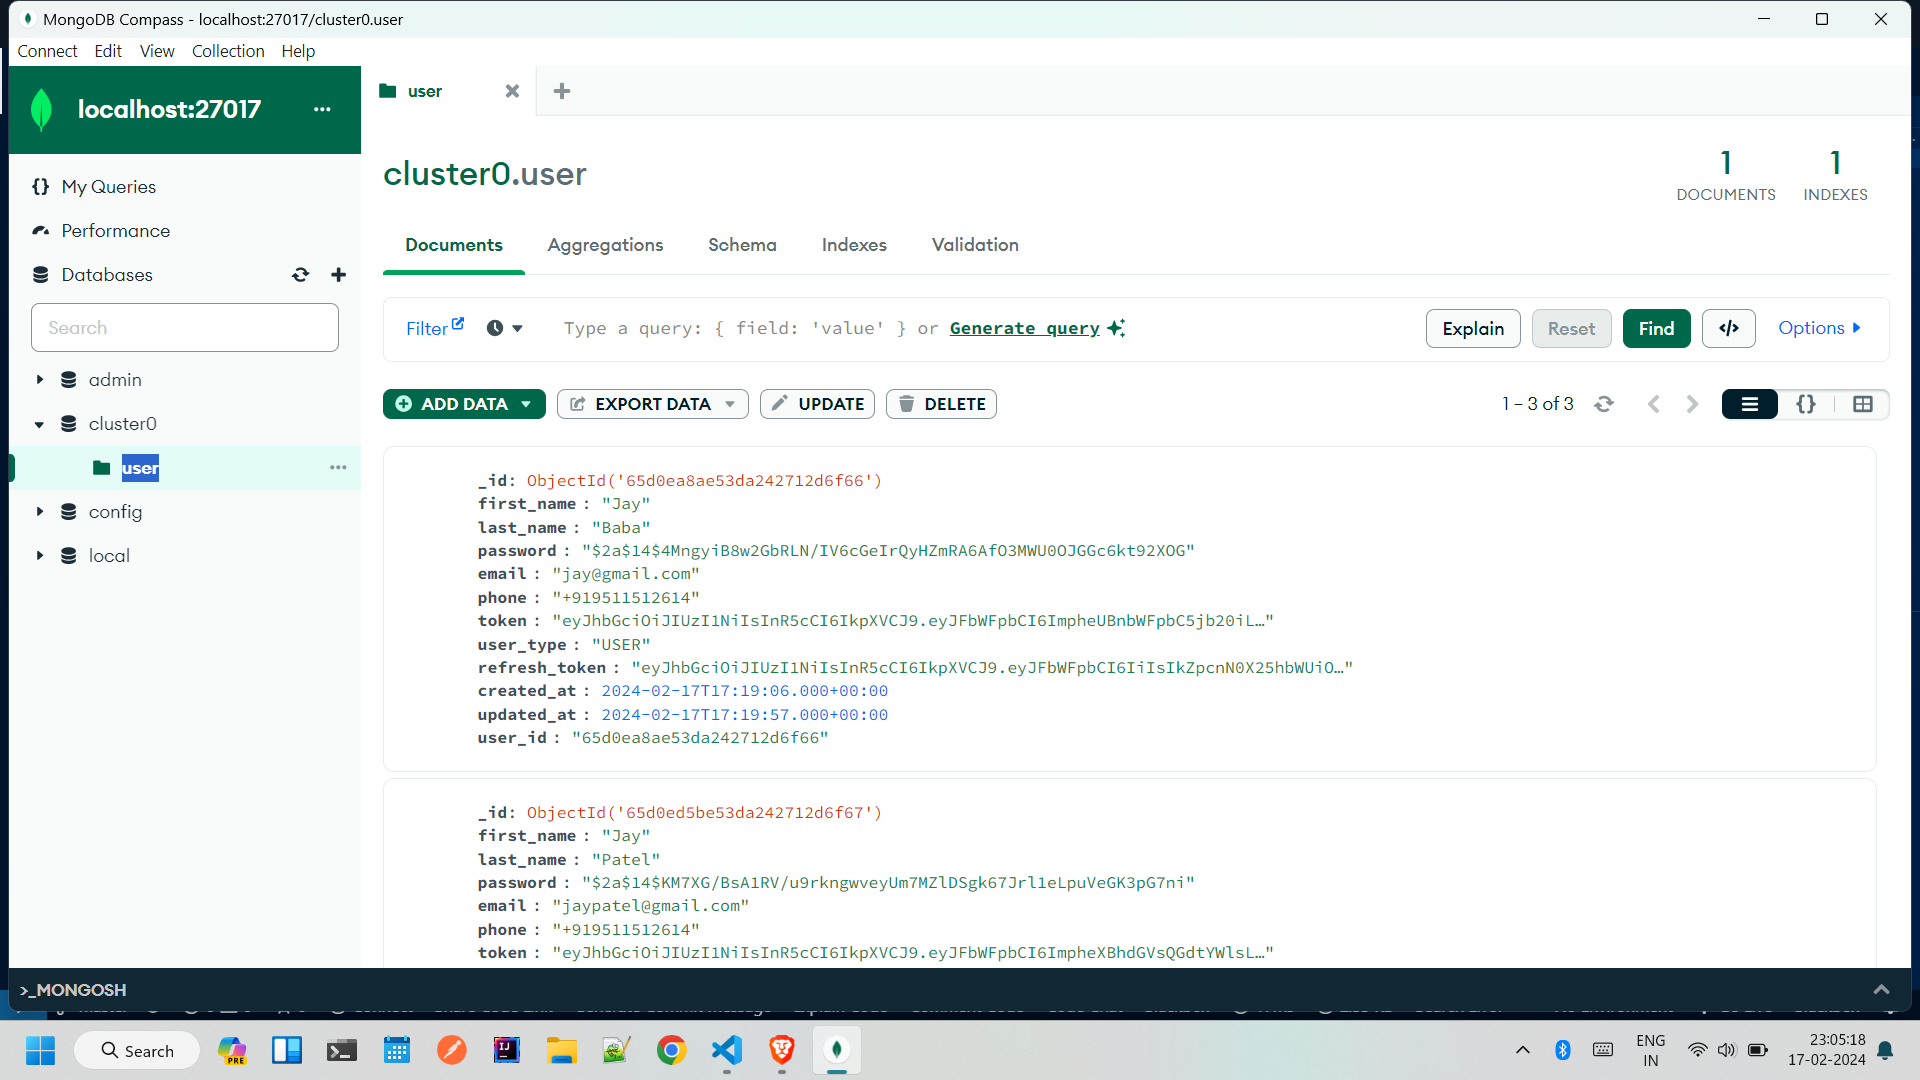 MongoDB Compass - localhost:27017/cluster0.user
Connect Edit View Collection Help
localhost:27017
user
My Queries
Performance
Databases
Search
admin
cluster0
user
config
local
cluster0.user
1 DOCUMENTS
1 INDEXES
Documents Aggregations Schema Indexes Validation
Filter Type a query: { field: 'value' } or Generate query Explain Reset Find </> Options
ADD DATA EXPORT DATA UPDATE DELETE 1 – 3 of 3 {}
_id: ObjectId('65d0ea8ae53da242712d6f66')
first_name : "Jay"
last_name : "Baba"
password : "$2a$14$4MngyiB8w2GbRLN/IV6cGeIrQyHZmRA6AfO3MWU0OJGGc6kt92XOG"
email : "jay@gmail.com"
phone : "+919511512614"
token : "eyJhbGciOiJIUzI1NiIsInR5cCI6IkpXVCJ9.eyJFbWFpbCI6ImpheUBnbWFpbC5jb20iL…"
user_type : "USER"
refresh_token : "eyJhbGciOiJIUzI1NiIsInR5cCI6IkpXVCJ9.eyJFbWFpbCI6IiIsIkZpcnN0X25hbWUiO…"
created_at : 2024-02-17T17:19:06.000+00:00
updated_at : 2024-02-17T17:19:57.000+00:00
user_id : "65d0ea8ae53da242712d6f66"
_id: ObjectId('65d0ed5be53da242712d6f67')
first_name : "Jay"
last_name : "Patel"
password : "$2a$14$KM7XG/BsA1RV/u9rkngwveyUm7MZlDSgk67Jrl1eLpuVeGK3pG7ni"
email : "jaypatel@gmail.com"
phone : "+919511512614"
token : "eyJhbGciOiJIUzI1NiIsInR5cCI6IkpXVCJ9.eyJFbWFpbCI6ImpheXBhdGVsQGdtYWlsL…"
>_MONGOSH
Search
PRE
IJ
ENG
IN
23:05:18
17-02-2024